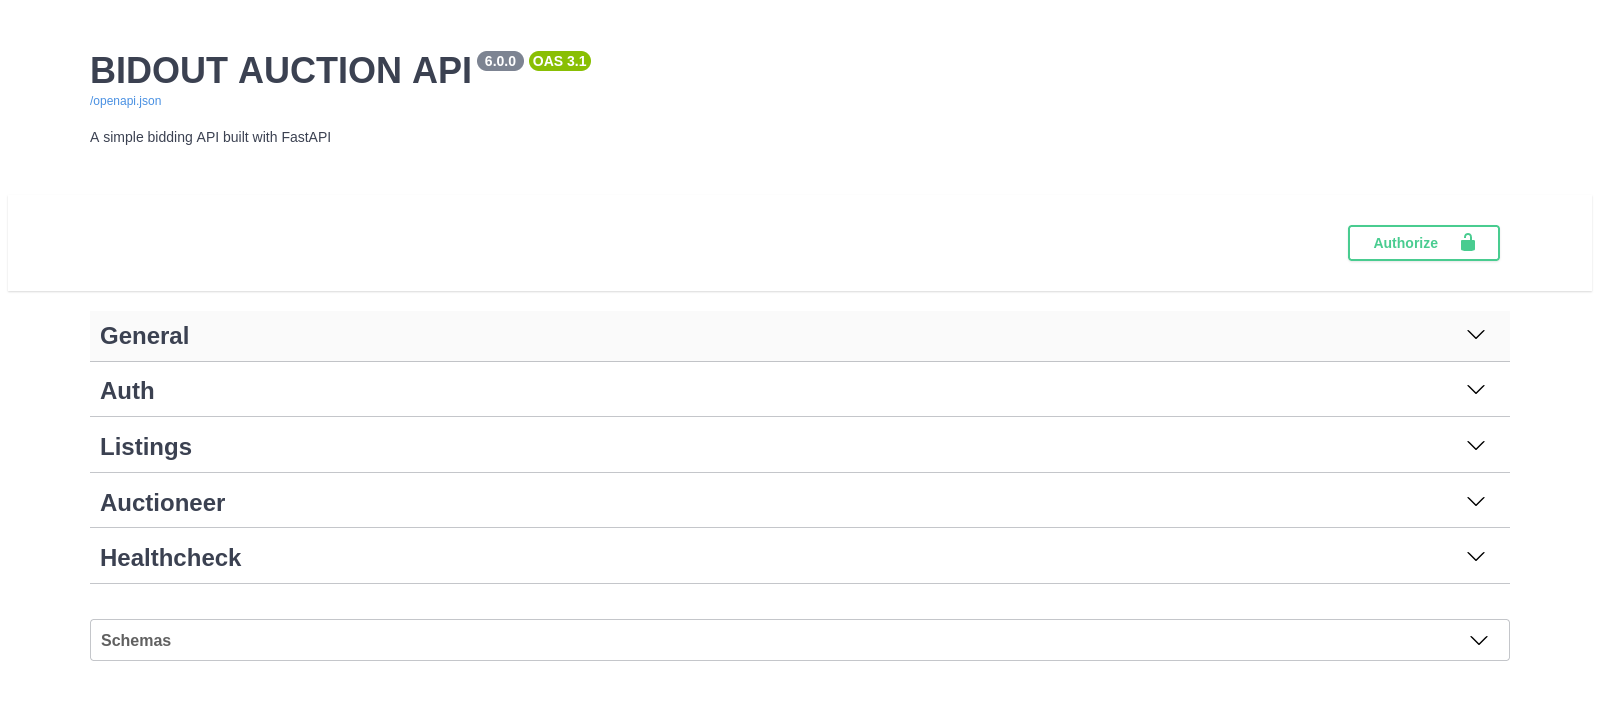 BIDOUT AUCTION API 6.0.0 OAS 3.1
/openapi.json
A simple bidding API built with FastAPI
Authorize
General
Auth
Listings
Auctioneer
Healthcheck
Schemas